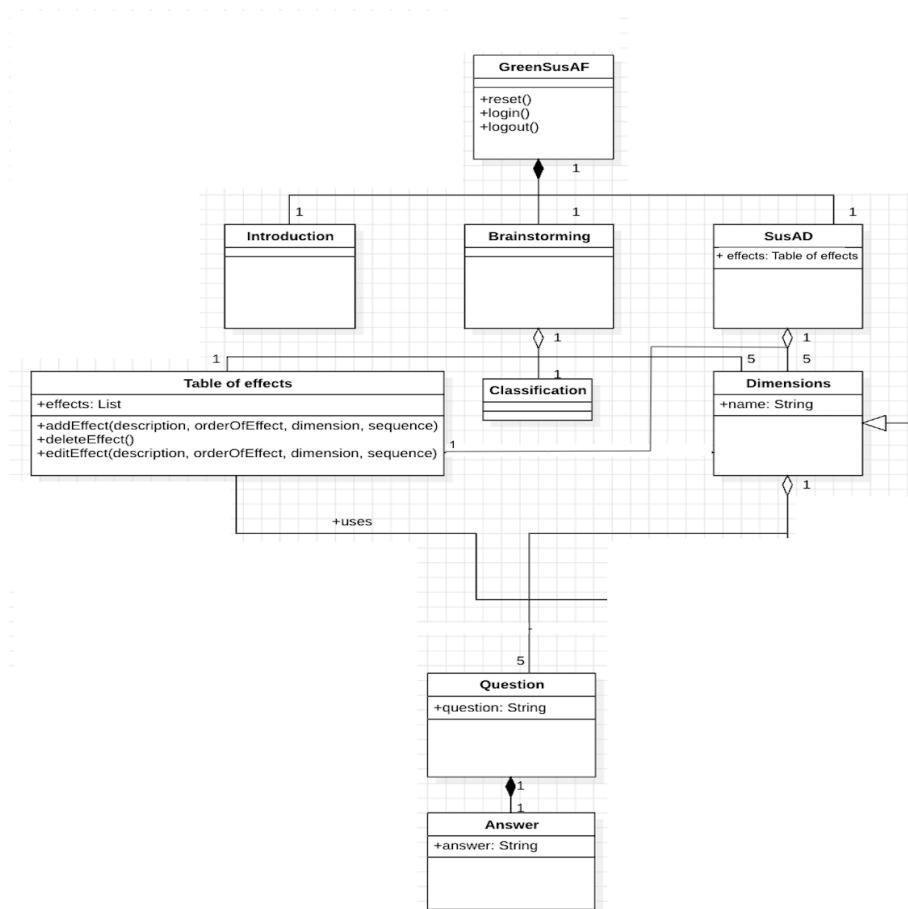 GreenSusAF
+reset()
+login()
+logout()
1
1
1
1
Introduction
Brainstorming
SusAD
+ effects: Table of effects
1
1
1
5
5
1
Table of effects
+effects: List
+addEffect(description, orderOfEffect, dimension, sequence)
+deleteEffect()
+editEffect(description, orderOfEffect, dimension, sequence)
Classification
Dimensions
+name: String
1
1
+uses
5
Question
+question: String
1
1
Answer
+answer: String